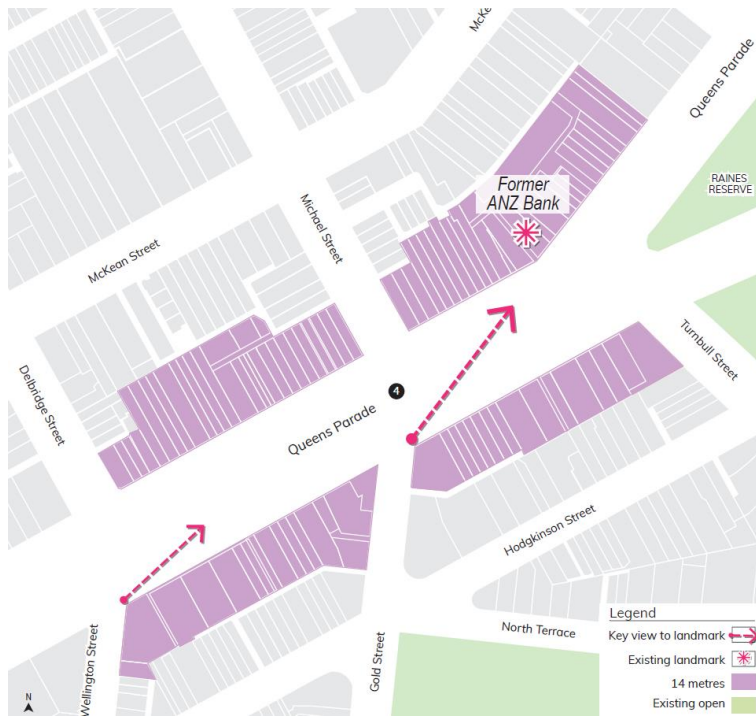 McKe
Queens Parade
RAINES
RESERVE
Former
ANZ Bank
Michael Street
McKean Street
Turnbull Street
Delbridge Street
4
Queens Parade
Hodgkinson Street
North Terrace
Wellington Street
Gold Street
N
Legend
Key view to landmark
Existing landmark
14 metres
Existing open